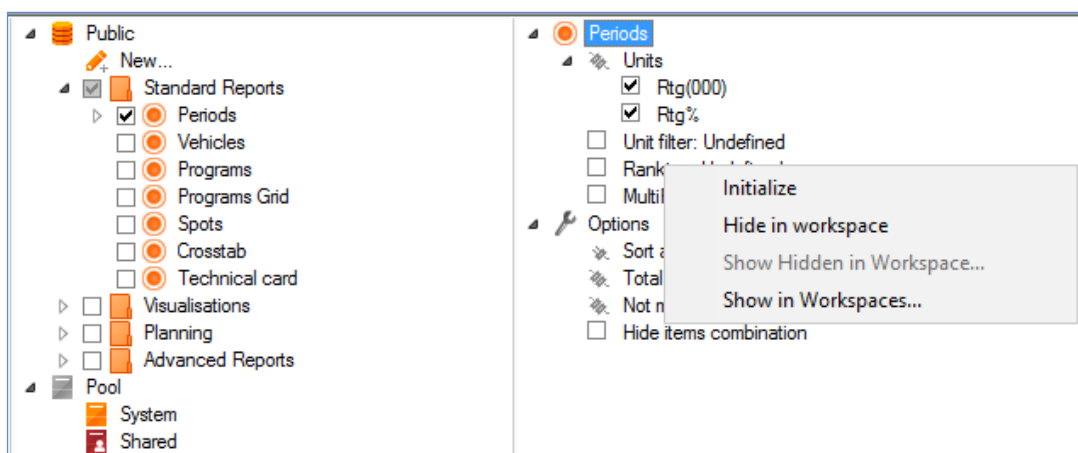 Public
New...
Standard Reports
Periods
Vehicles
Programs
Programs Grid
Spots
Crosstab
Technical card
Visualisations
Planning
Advanced Reports
Pool
System
Shared
Periods
Units
Rtg(000)
Rtg%
Unit filter: Undefined
Options
Sort
Total
Hide items combination
Initialize
Hide in workspace
Show Hidden in Workspace...
Show in Workspaces...